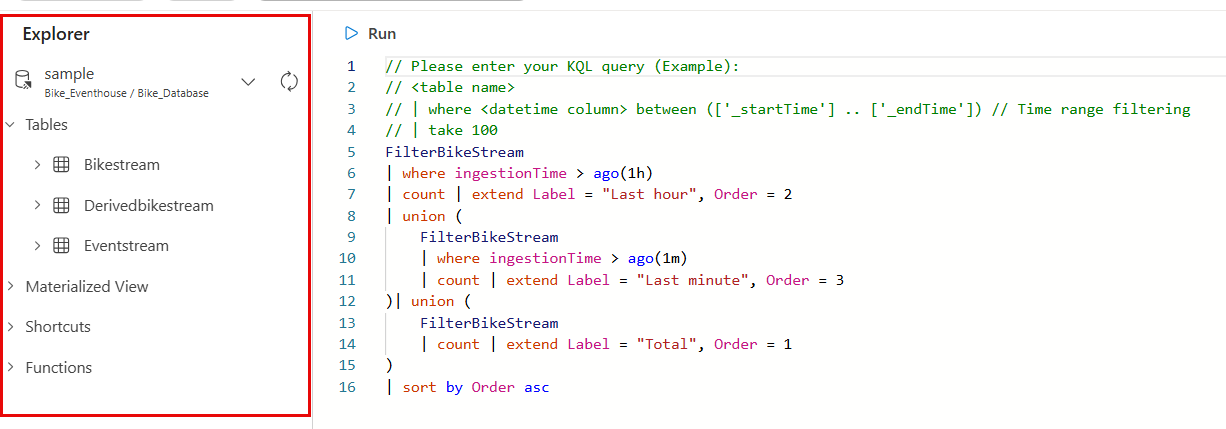 Explorer
sample
Bike_Eventhouse / Bike_Database
Tables
Bikestream
Derivedbikestream
Eventstream
Materialized View
Shortcuts
Functions
Run
1 // Please enter your KQL query (Example):
2 // <table name>
3 // | where <datetime column> between (['_startTime'] .. ['_endTime']) // Time range filtering
4 // | take 100
5 FilterBikeStream
6 | where ingestionTime > ago(1h)
7 | count | extend Label = "Last hour", Order = 2
8 | union (
9 FilterBikeStream
10 | where ingestionTime > ago(1m)
11 | count | extend Label = "Last minute", Order = 3
12 )| union (
13 FilterBikeStream
14 | count | extend Label = "Total", Order = 1
15 )
16 | sort by Order asc